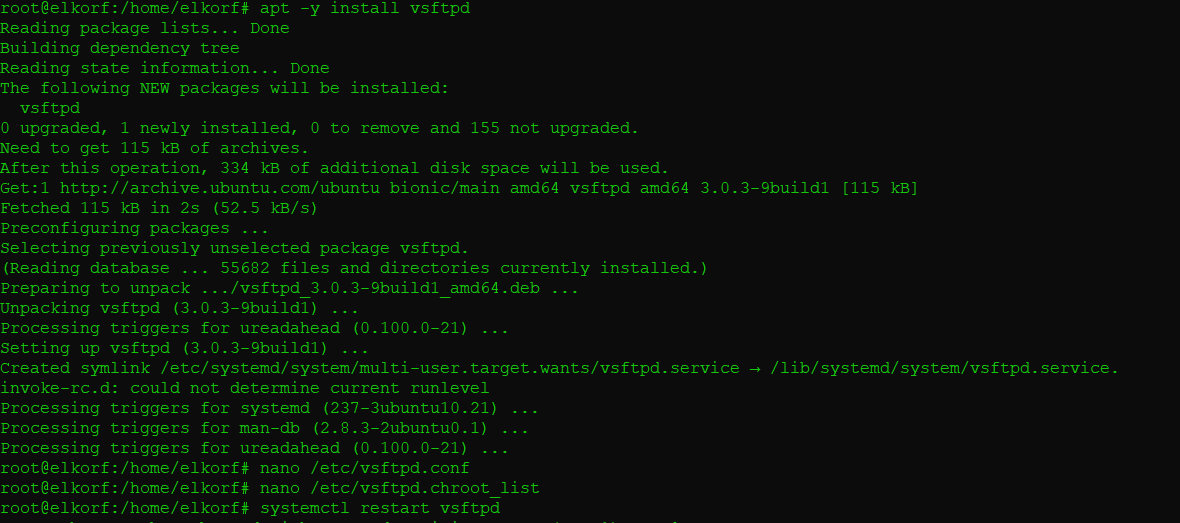 root@elkorf:/home/elkorf# apt -y install vsftpd
Reading package lists... Done
Building dependency tree
Reading state information... Done
The following NEW packages will be installed:
  vsftpd
0 upgraded, 1 newly installed, 0 to remove and 155 not upgraded.
Need to get 115 kB of archives.
After this operation, 334 kB of additional disk space will be used.
Get:1 http://archive.ubuntu.com/ubuntu bionic/main amd64 vsftpd amd64 3.0.3-9build1 [115 kB]
Fetched 115 kB in 2s (52.5 kB/s)
Preconfiguring packages ...
Selecting previously unselected package vsftpd.
(Reading database ... 55682 files and directories currently installed.)
Preparing to unpack .../vsftpd_3.0.3-9build1_amd64.deb ...
Unpacking vsftpd (3.0.3-9build1) ...
Processing triggers for ureadahead (0.100.0-21) ...
Setting up vsftpd (3.0.3-9build1) ...
Created symlink /etc/systemd/system/multi-user.target.wants/vsftpd.service → /lib/systemd/system/vsftpd.service.
invoke-rc.d: could not determine current runlevel
Processing triggers for systemd (237-3ubuntu10.21) ...
Processing triggers for man-db (2.8.3-2ubuntu0.1) ...
Processing triggers for ureadahead (0.100.0-21) ...
root@elkorf:/home/elkorf# nano /etc/vsftpd.conf
root@elkorf:/home/elkorf# nano /etc/vsftpd.chroot_list
root@elkorf:/home/elkorf# systemctl restart vsftpd